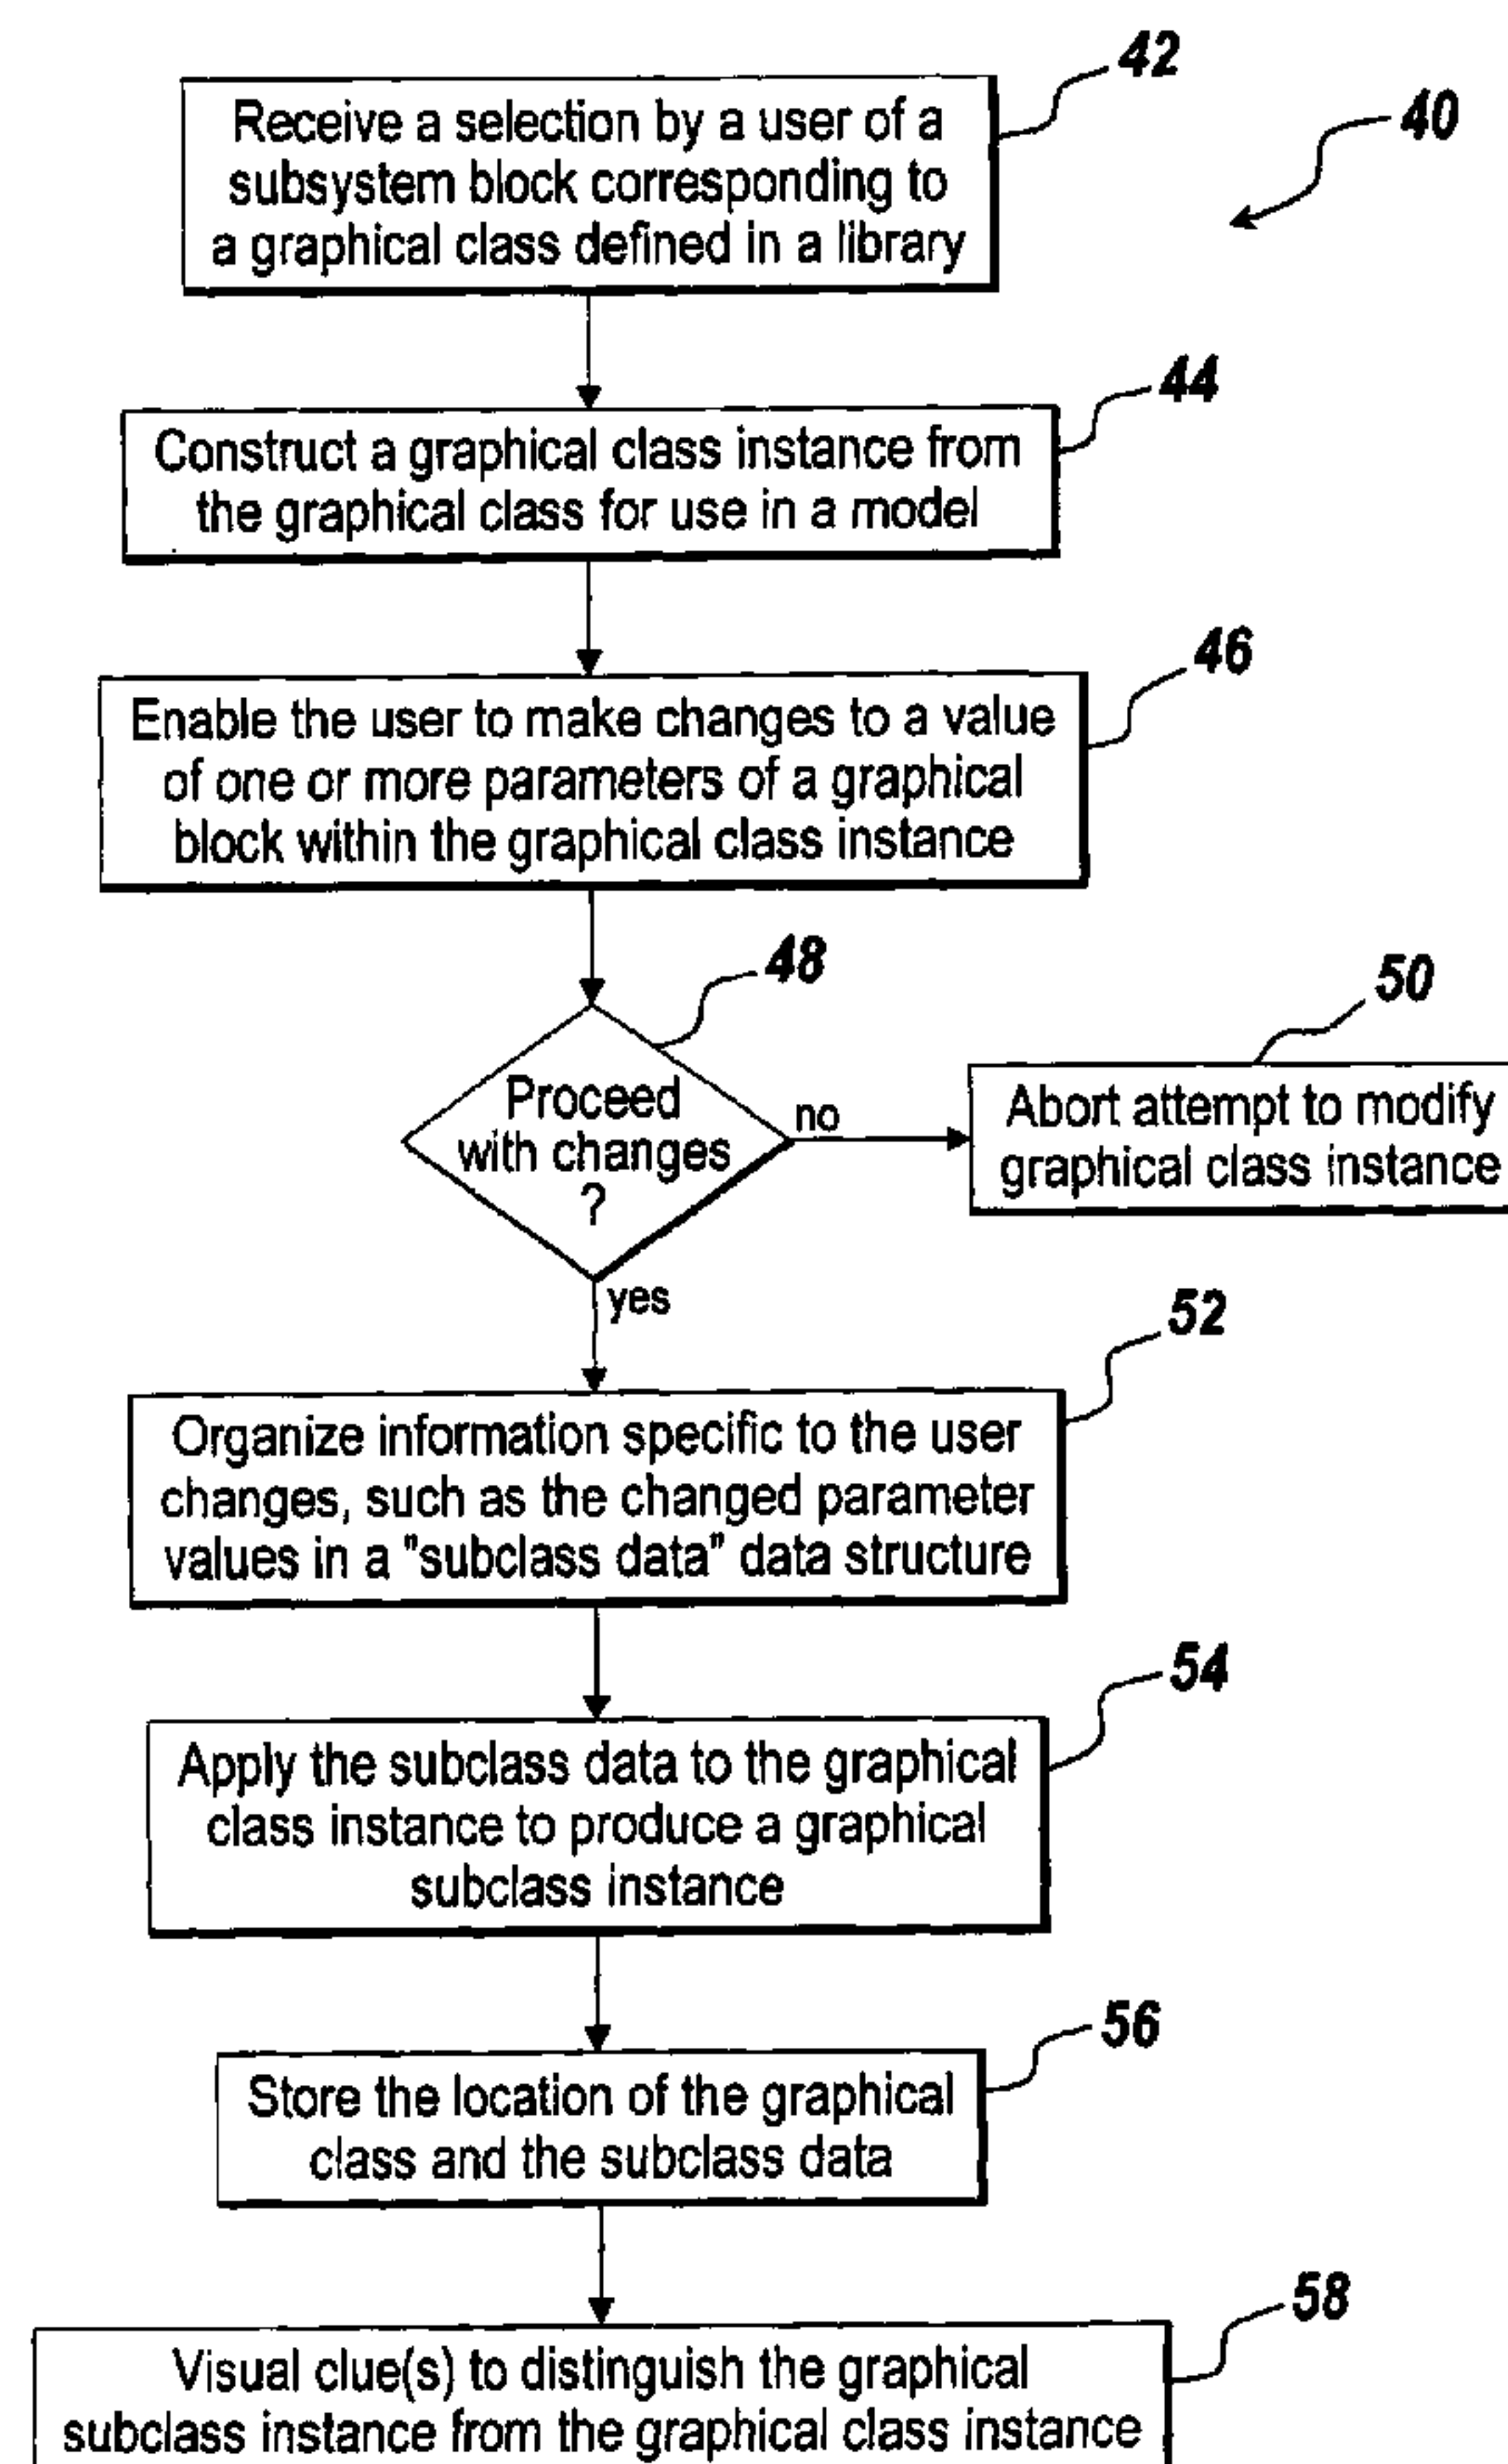 42
40
Receive a selection by a user of a
subsystem block corresponding to
a graphical class defined in a library
44
Construct a graphical class instance from
the graphical class for use in a model
46
Enable the user to make changes to a value
of one or more parameters of a graphical
block within the graphical class instance
48
Proceed
with changes
?
no
50
Abort attempt to modify
graphical class instance
yes
52
Organize information specific to the user
changes, such as the changed parameter
values in a "subclass data" data structure
54
Apply the subclass data to the graphical
class instance to produce a graphical
subclass instance
56
Store the location of the graphical
class and the subclass data
58
Visual clue(s) to distinguish the graphical
subclass instance from the graphical class instance